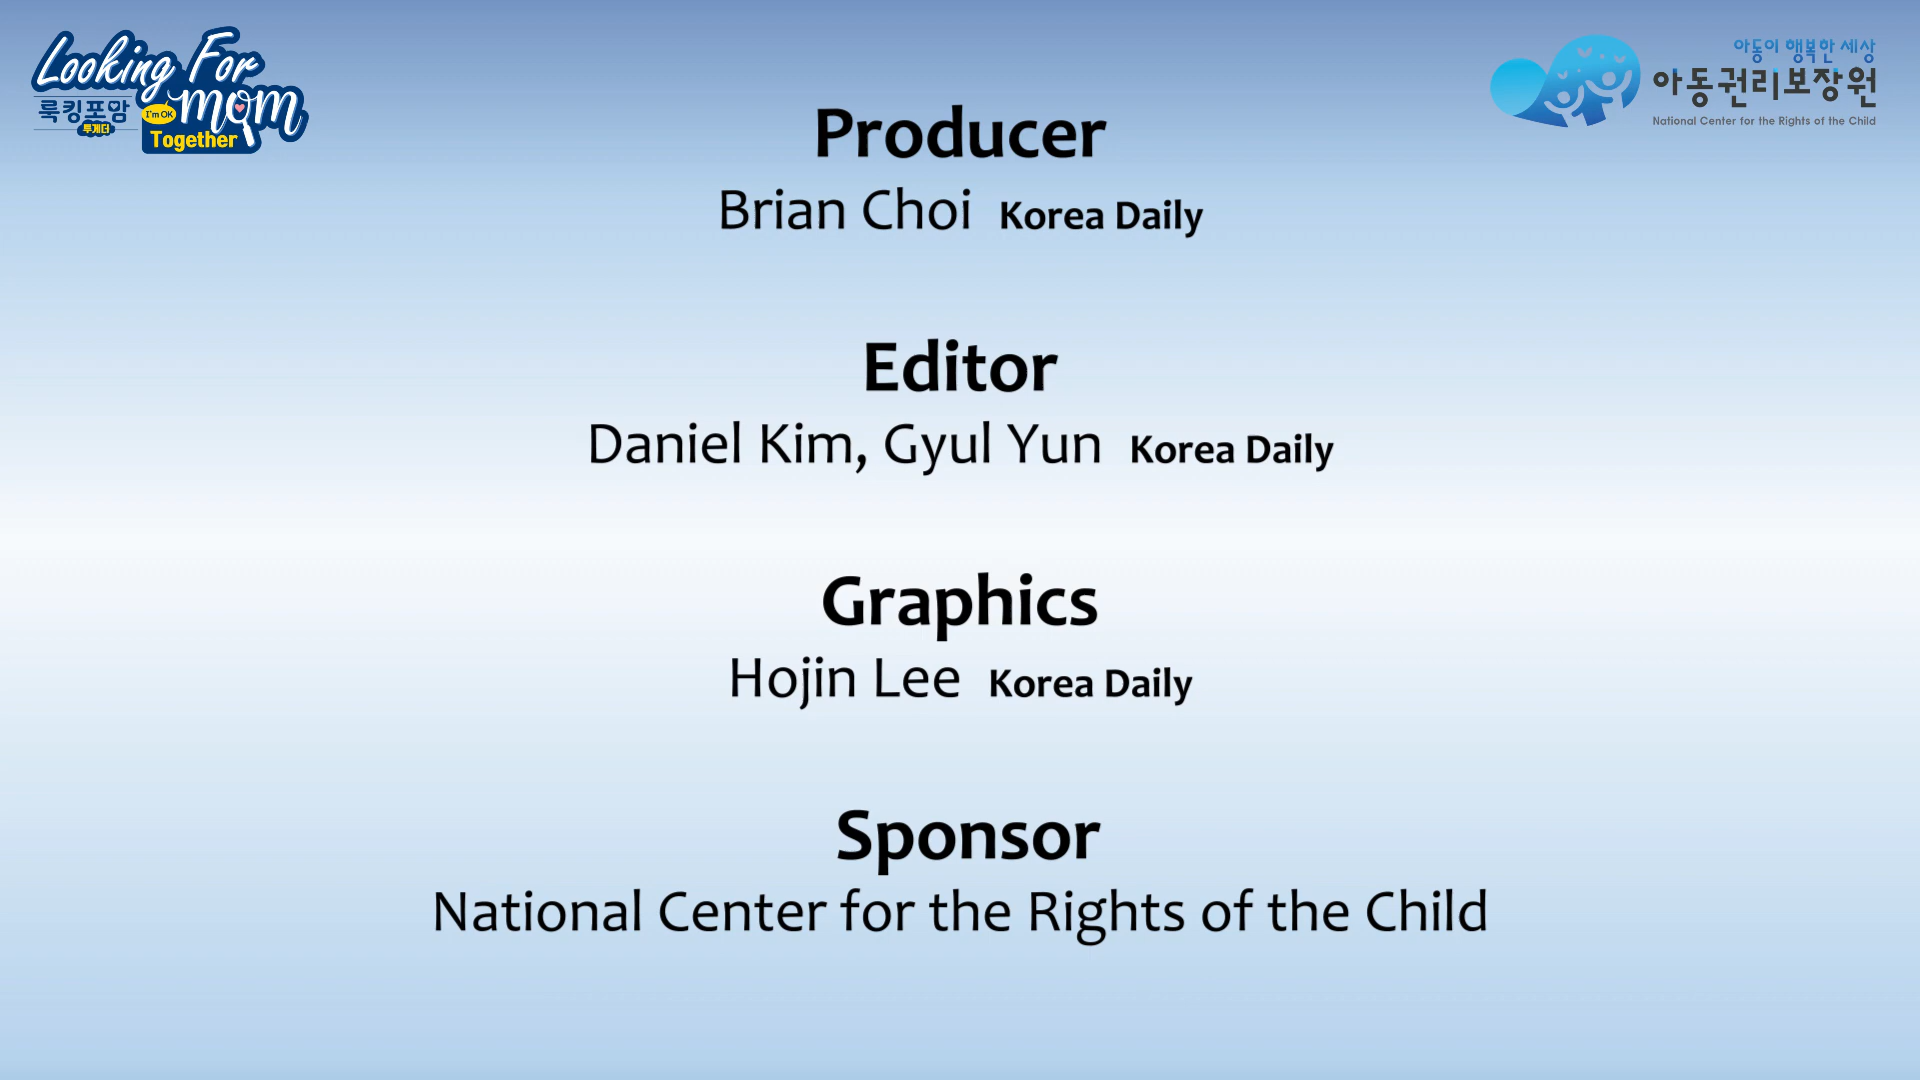 Looking For
mom
룩킹포맘
투게더
I'm OK
Together
아동이 행복한 세상
아동권리보장원
National Center for the Rights of the Child
Producer
Brian Choi Korea Daily
Editor
Daniel Kim, Gyul Yun Korea Daily
Graphics
Hojin Lee Korea Daily
Sponsor
National Center for the Rights of the Child